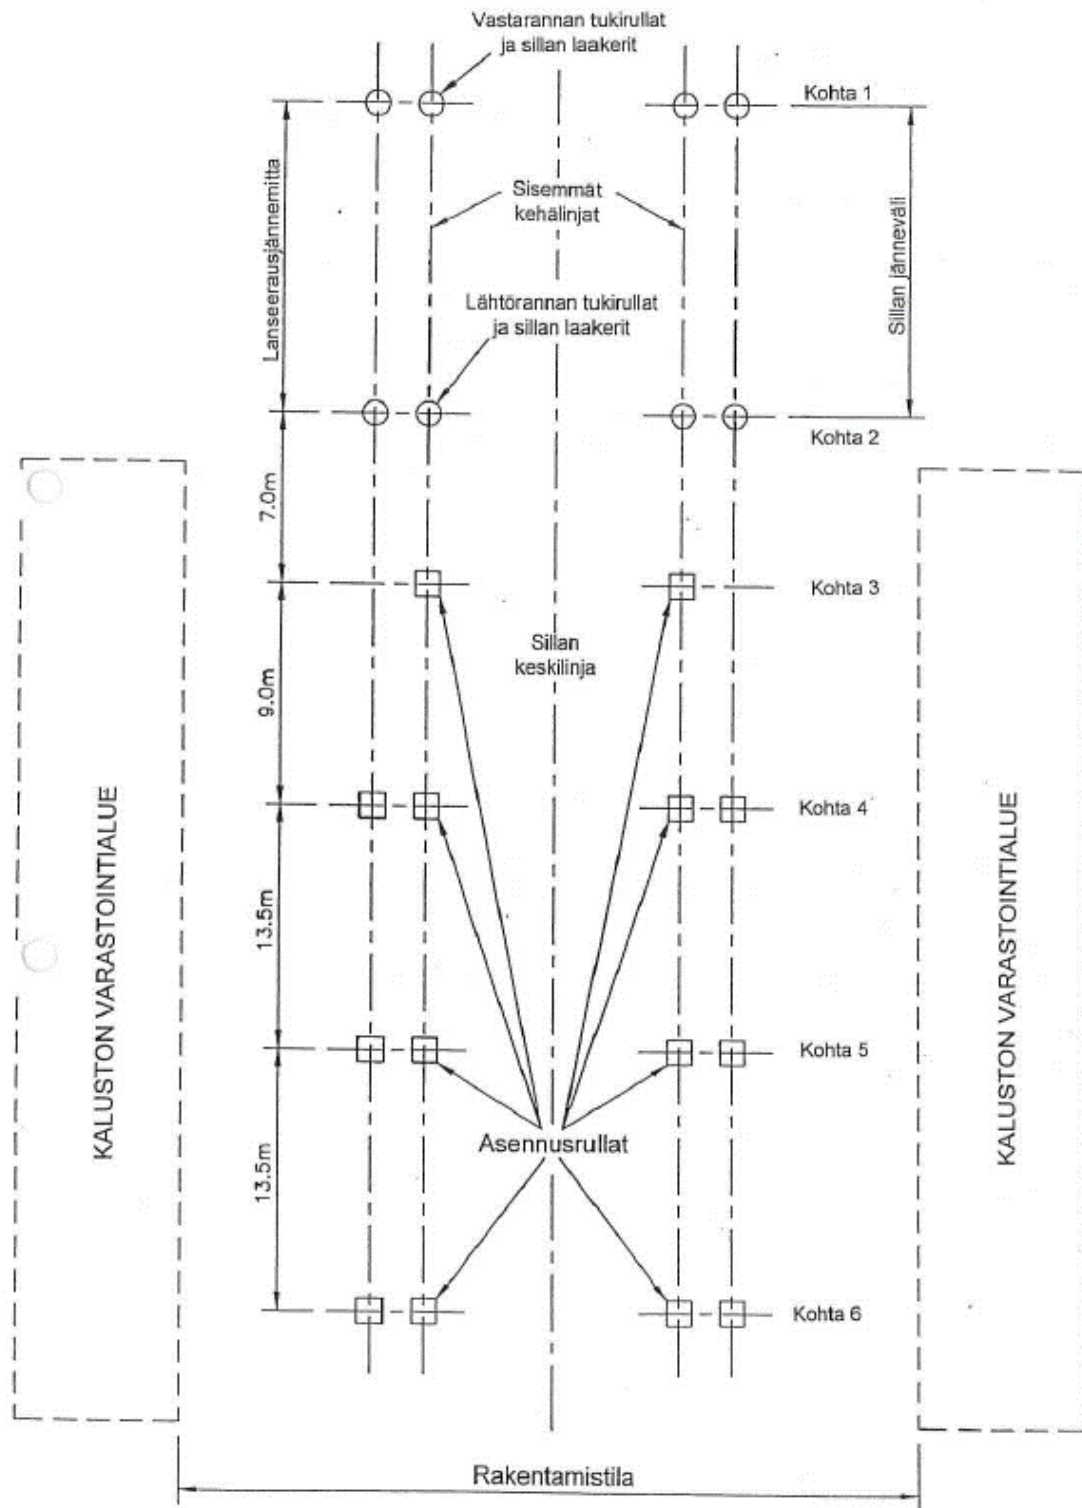 Vastarannan tukirullat
ja sillan laakerit
Kohta 1
Lanseerausjännemitta
Sisemmät
kehälinjat
Sillan jänneväli
Lähtörannan tukirullat
ja sillan laakerit
Kohta 2
7.0m
Kohta 3
Sillan
keskilinja
9.0m
KALUSTON VARASTOINTIALUE
Kohta 4
KALUSTON VARASTOINTIALUE
13.5m
Kohta 5
Asennusrullat
13.5m
Kohta 6
Rakentamistila